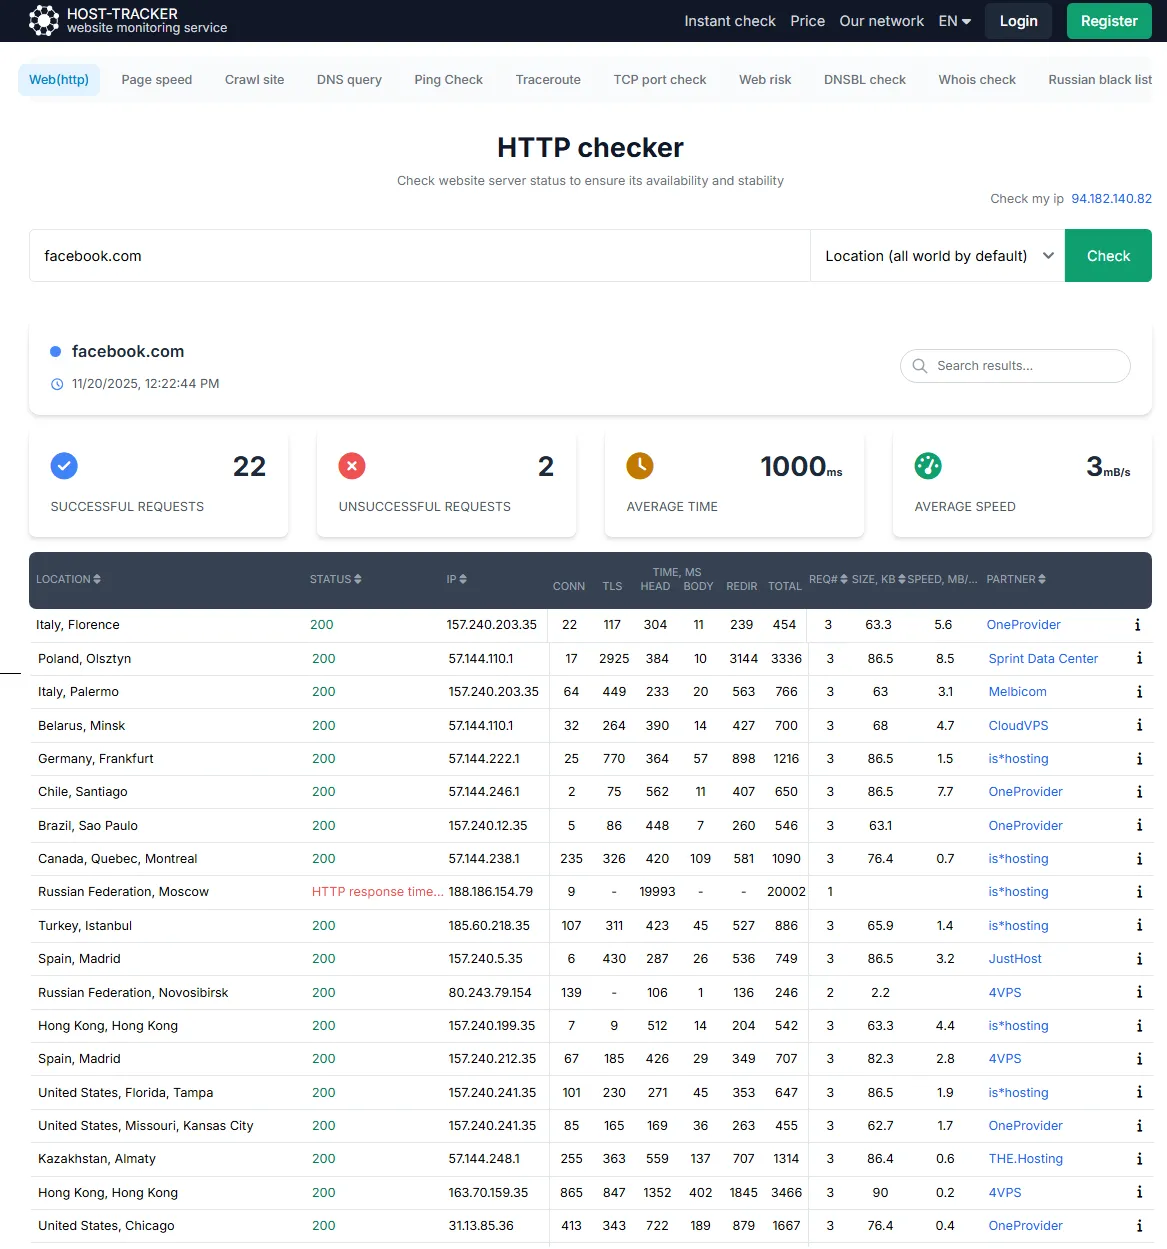 HOST-TRACKER
website monitoring service
Instant check Price Our network EN Login Register
Web(http) Page speed Crawl site DNS query Ping Check Traceroute TCP port check Web risk DNSBL check Whois check Russian black list
HTTP checker
Check website server status to ensure its availability and stability
Check my ip 94.182.140.82
facebook.com Location (all world by default) Check
facebook.com
11/20/2025, 12:22:44 PM
Search results...
22 2 1000ms 3mB/s
SUCCESSFUL REQUESTS UNSUCCESSFUL REQUESTS AVERAGE TIME AVERAGE SPEED
LOCATION STATUS IP TIME, MS REQ# SIZE, KB SPEED, MB/... PARTNER
CONN TLS HEAD BODY REDIR TOTAL
Italy, Florence 200 157.240.203.35 22 117 304 11 239 454 3 63.3 5.6 OneProvider i
Poland, Olsztyn 200 57.144.110.1 17 2925 384 10 3144 3336 3 86.5 8.5 Sprint Data Center i
Italy, Palermo 200 157.240.203.35 64 449 233 20 563 766 3 63 3.1 Melbicom i
Belarus, Minsk 200 57.144.110.1 32 264 390 14 427 700 3 68 4.7 CloudVPS i
Germany, Frankfurt 200 57.144.222.1 25 770 364 57 898 1216 3 86.5 1.5 is*hosting i
Chile, Santiago 200 57.144.246.1 2 75 562 11 407 650 3 86.5 7.7 OneProvider i
Brazil, Sao Paulo 200 157.240.12.35 5 86 448 7 260 546 3 63.1 OneProvider i
Canada, Quebec, Montreal 200 57.144.238.1 235 326 420 109 581 1090 3 76.4 0.7 is*hosting i
Russian Federation, Moscow HTTP response time... 188.186.154.79 9 - 19993 - - 20002 1 is*hosting i
Turkey, Istanbul 200 185.60.218.35 107 311 423 45 527 886 3 65.9 1.4 is*hosting i
Spain, Madrid 200 157.240.5.35 6 430 287 26 536 749 3 86.5 3.2 JustHost i
Russian Federation, Novosibirsk 200 80.243.79.154 139 - 106 1 136 246 2 2.2 4VPS i
Hong Kong, Hong Kong 200 157.240.199.35 7 9 512 14 204 542 3 63.3 4.4 is*hosting i
Spain, Madrid 200 157.240.212.35 67 185 426 29 349 707 3 82.3 2.8 4VPS i
United States, Florida, Tampa 200 157.240.241.35 101 230 271 45 353 647 3 86.5 1.9 is*hosting i
United States, Missouri, Kansas City 200 157.240.241.35 85 165 169 36 263 455 3 62.7 1.7 OneProvider i
Kazakhstan, Almaty 200 57.144.248.1 255 363 559 137 707 1314 3 86.4 0.6 THE.Hosting i
Hong Kong, Hong Kong 200 163.70.159.35 865 847 1352 402 1845 3466 3 90 0.2 4VPS i
United States, Chicago 200 31.13.85.36 413 343 722 189 879 1667 3 76.4 0.4 OneProvider i